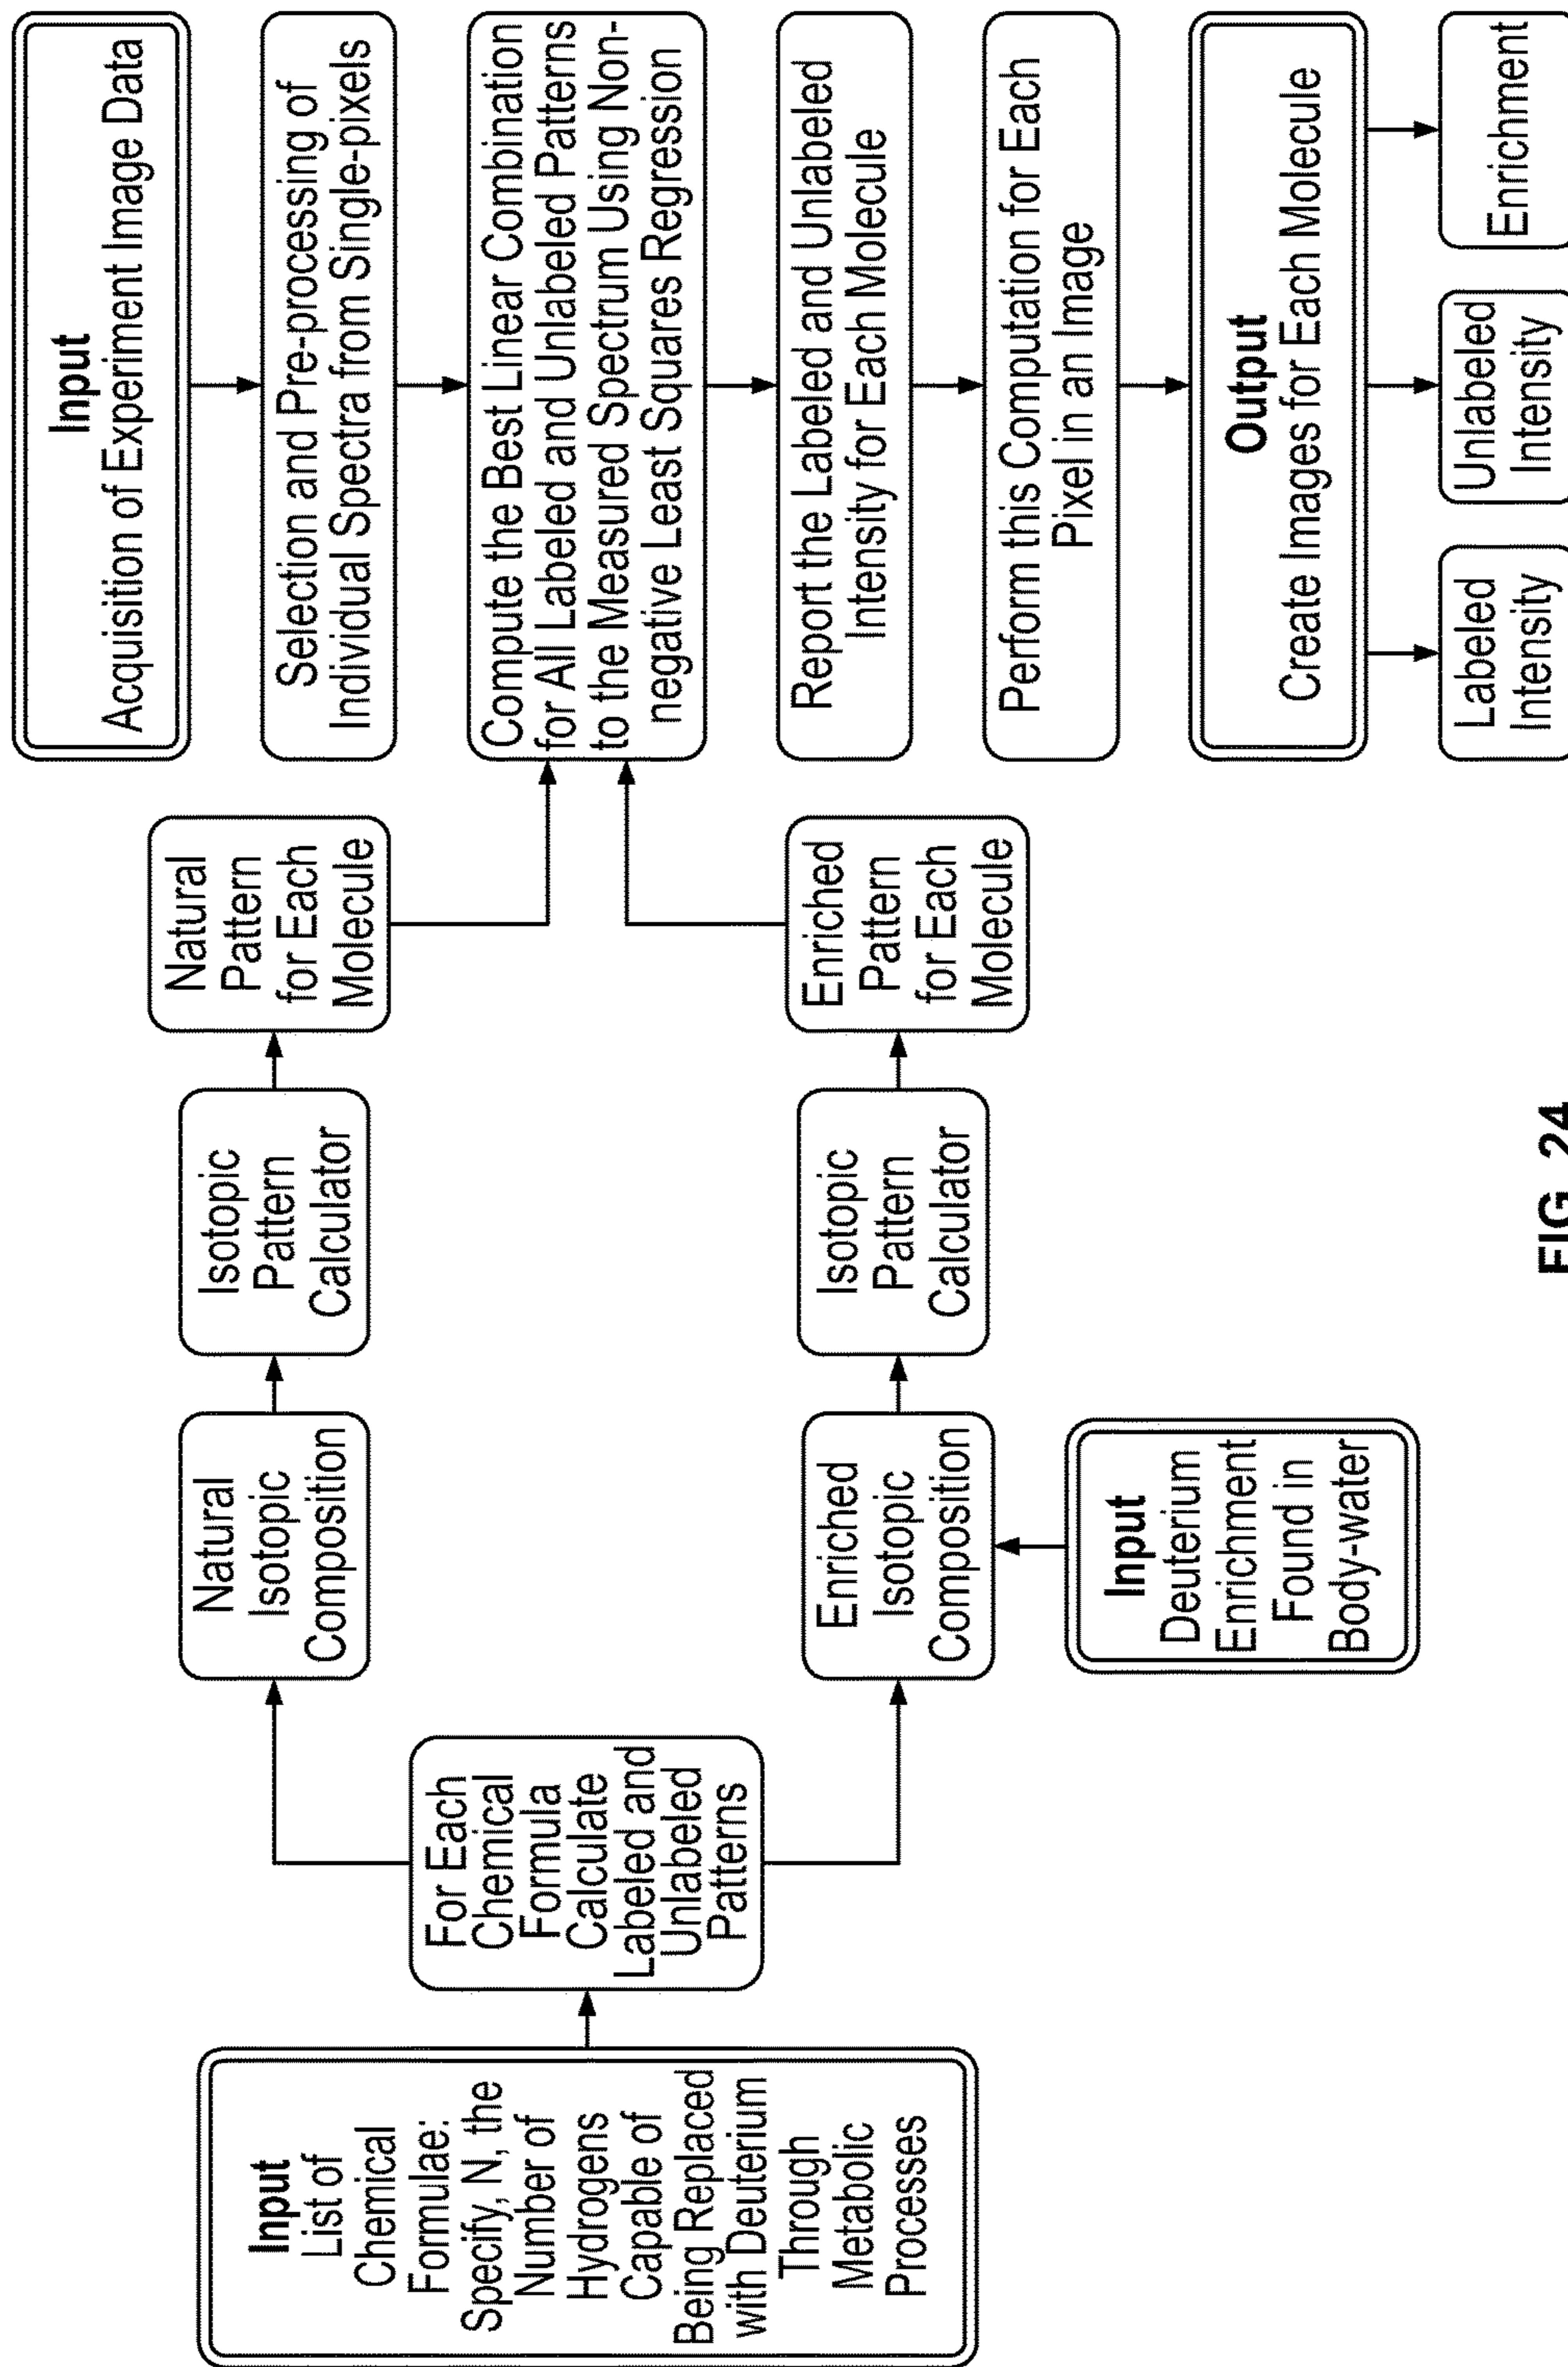 Input
List of
Chemical
Formulae:
Specify, N, the
Number of
Hydrogens
Capable of
Being Replaced
with Deuterium
Through
Metabolic
Processes
For Each
Chemical
Formula
Calculate
Labeled and
Unlabeled
Patterns
Natural
Isotopic
Composition
Isotopic
Pattern
Calculator
Natural
Pattern
for Each
Molecule
Enriched
Isotopic
Composition
Input
Deuterium
Enrichment
Found in
Body-water
Isotopic
Pattern
Calculator
Enriched
Pattern
for Each
Molecule
Input
Acquisition of Experiment Image Data
Selection and Pre-processing of
Individual Spectra from Single-pixels
Compute the Best Linear Combination
for All Labeled and Unlabeled Patterns
to the Measured Spectrum Using Non-
negative Least Squares Regression
Report the Labeled and Unlabeled
Intensity for Each Molecule
Perform this Computation for Each
Pixel in an Image
Output
Create Images for Each Molecule
Labeled
Intensity
Unlabeled
Intensity
Enrichment
FIG. 24